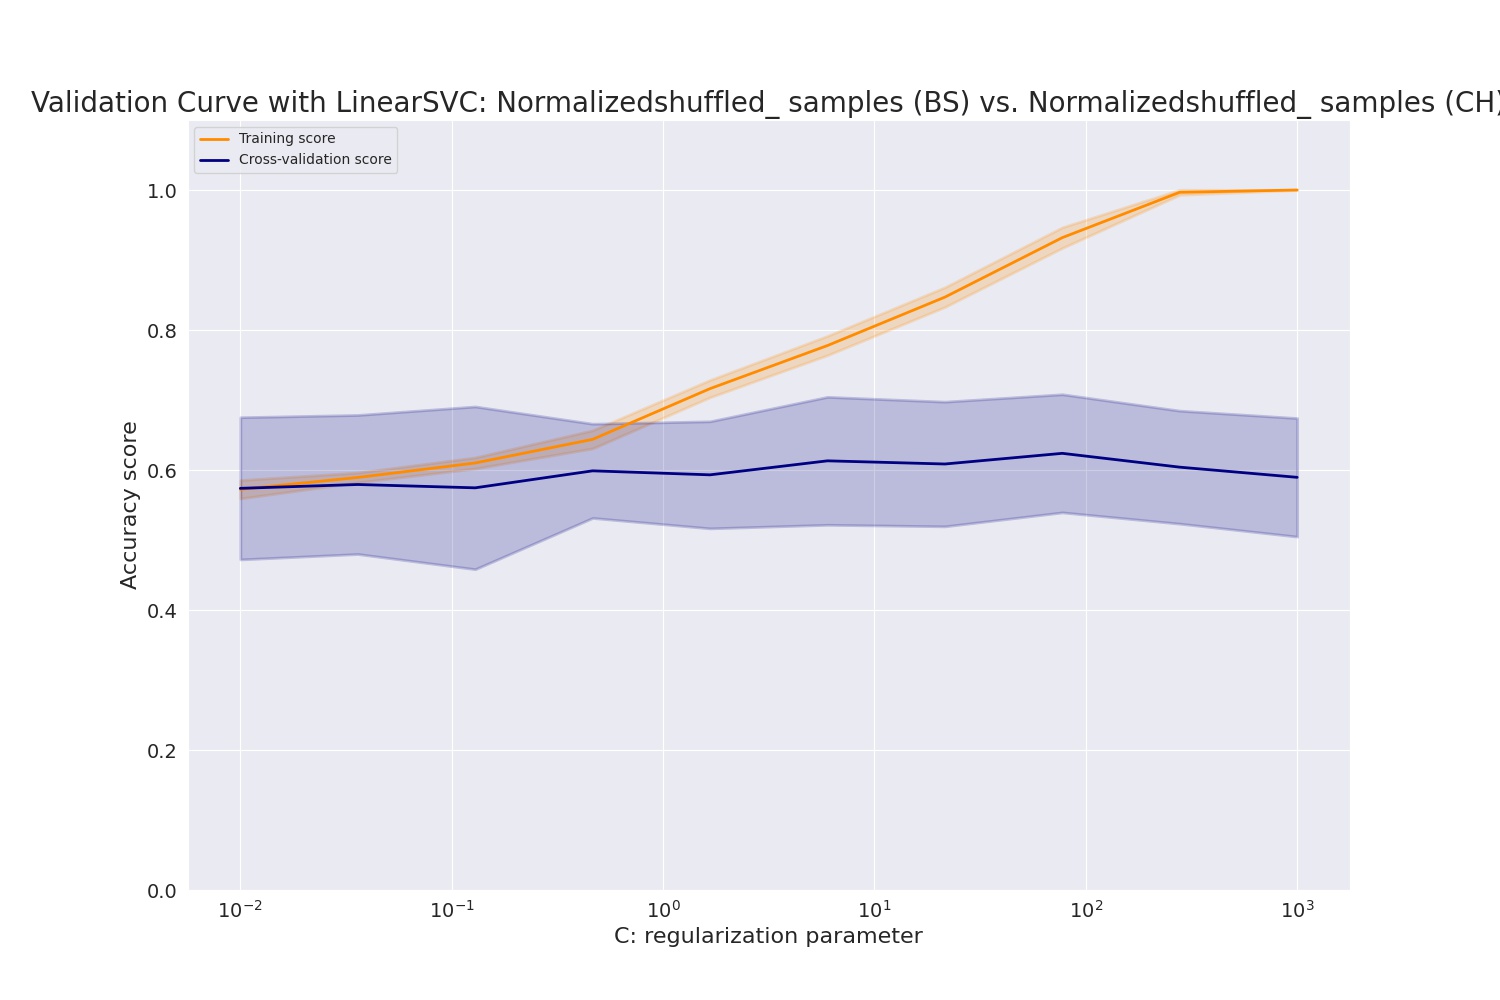 Validation Curve with LinearSVC: Normalizedshuffled_ samples (BS) vs. Normalizedshuffled_ samples (CH)
Training score
Cross-validation score
1.0
0.8
0.6
0.4
0.2
0.0
Accuracy score
10⁻² 10⁻¹ 10⁰ 10¹ 10² 10³
C: regularization parameter